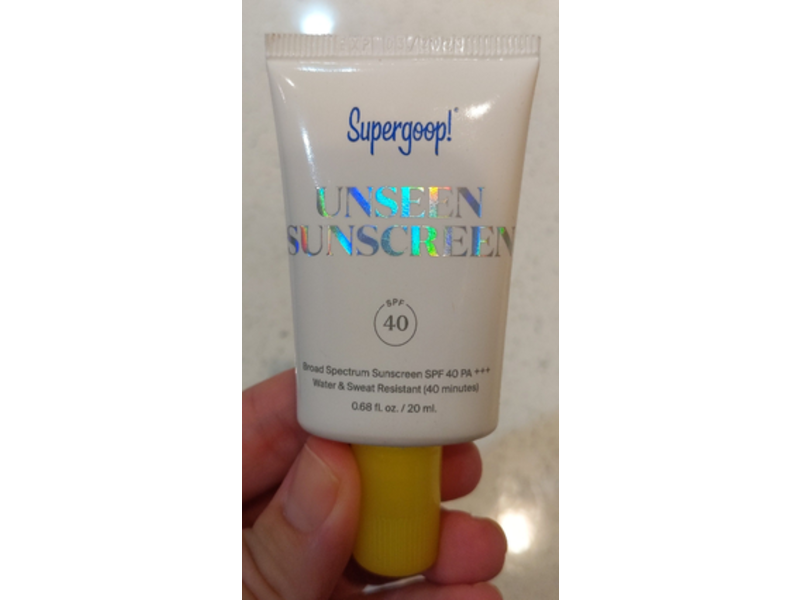 Supergoop!
UNSEEN
SUNSCREEN
SPF
40
Broad Spectrum Sunscreen SPF 40 PA +++
Water & Sweat Resistant (40 minutes)
0.68 fl. oz. / 20 ml.